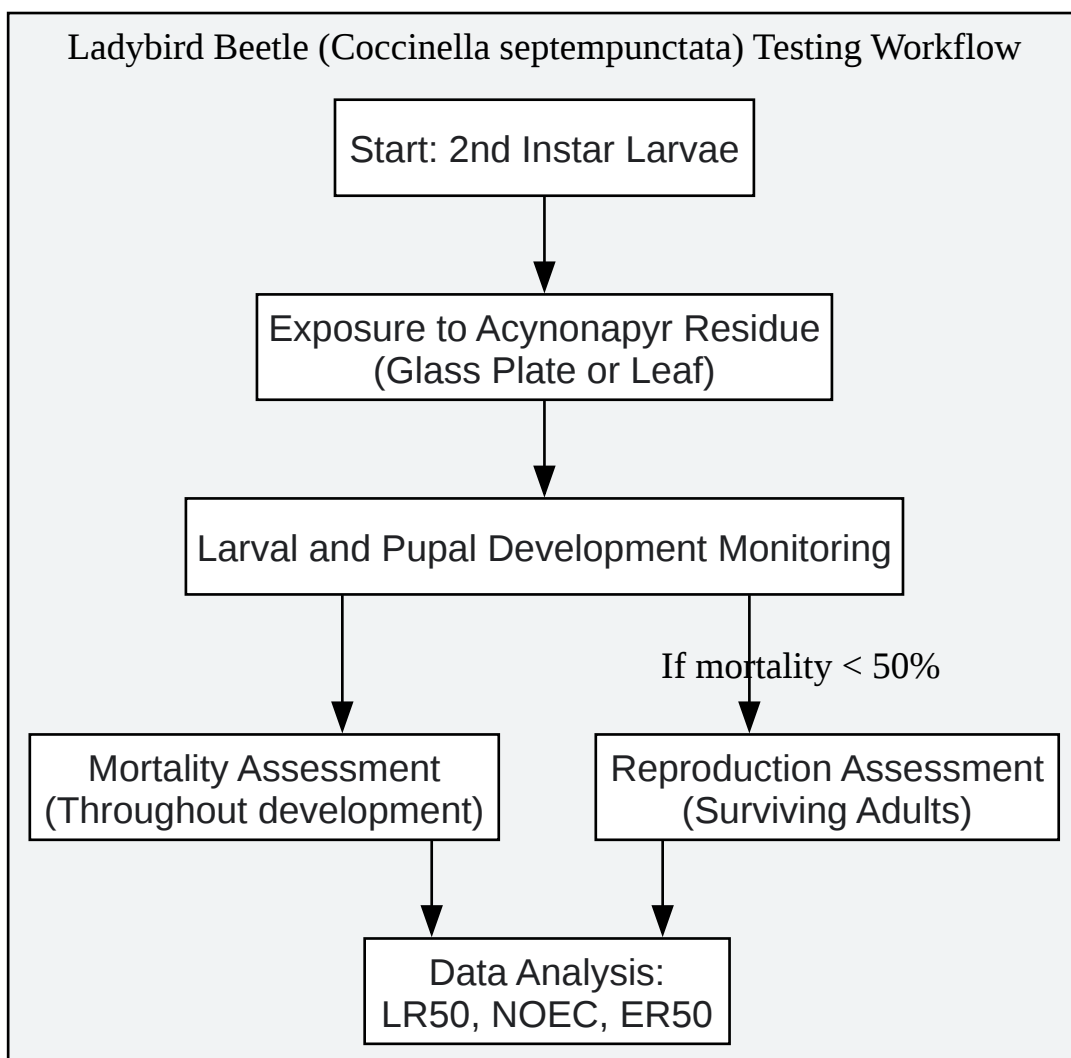 Ladybird Beetle (Coccinella septempunctata) Testing Workflow
Start: 2nd Instar Larvae
Exposure to Acynonapyr Residue
(Glass Plate or Leaf)
Larval and Pupal Development Monitoring
If mortality < 50%
Mortality Assessment
(Throughout development)
Reproduction Assessment
(Surviving Adults)
Data Analysis:
LR50, NOEC, ER50